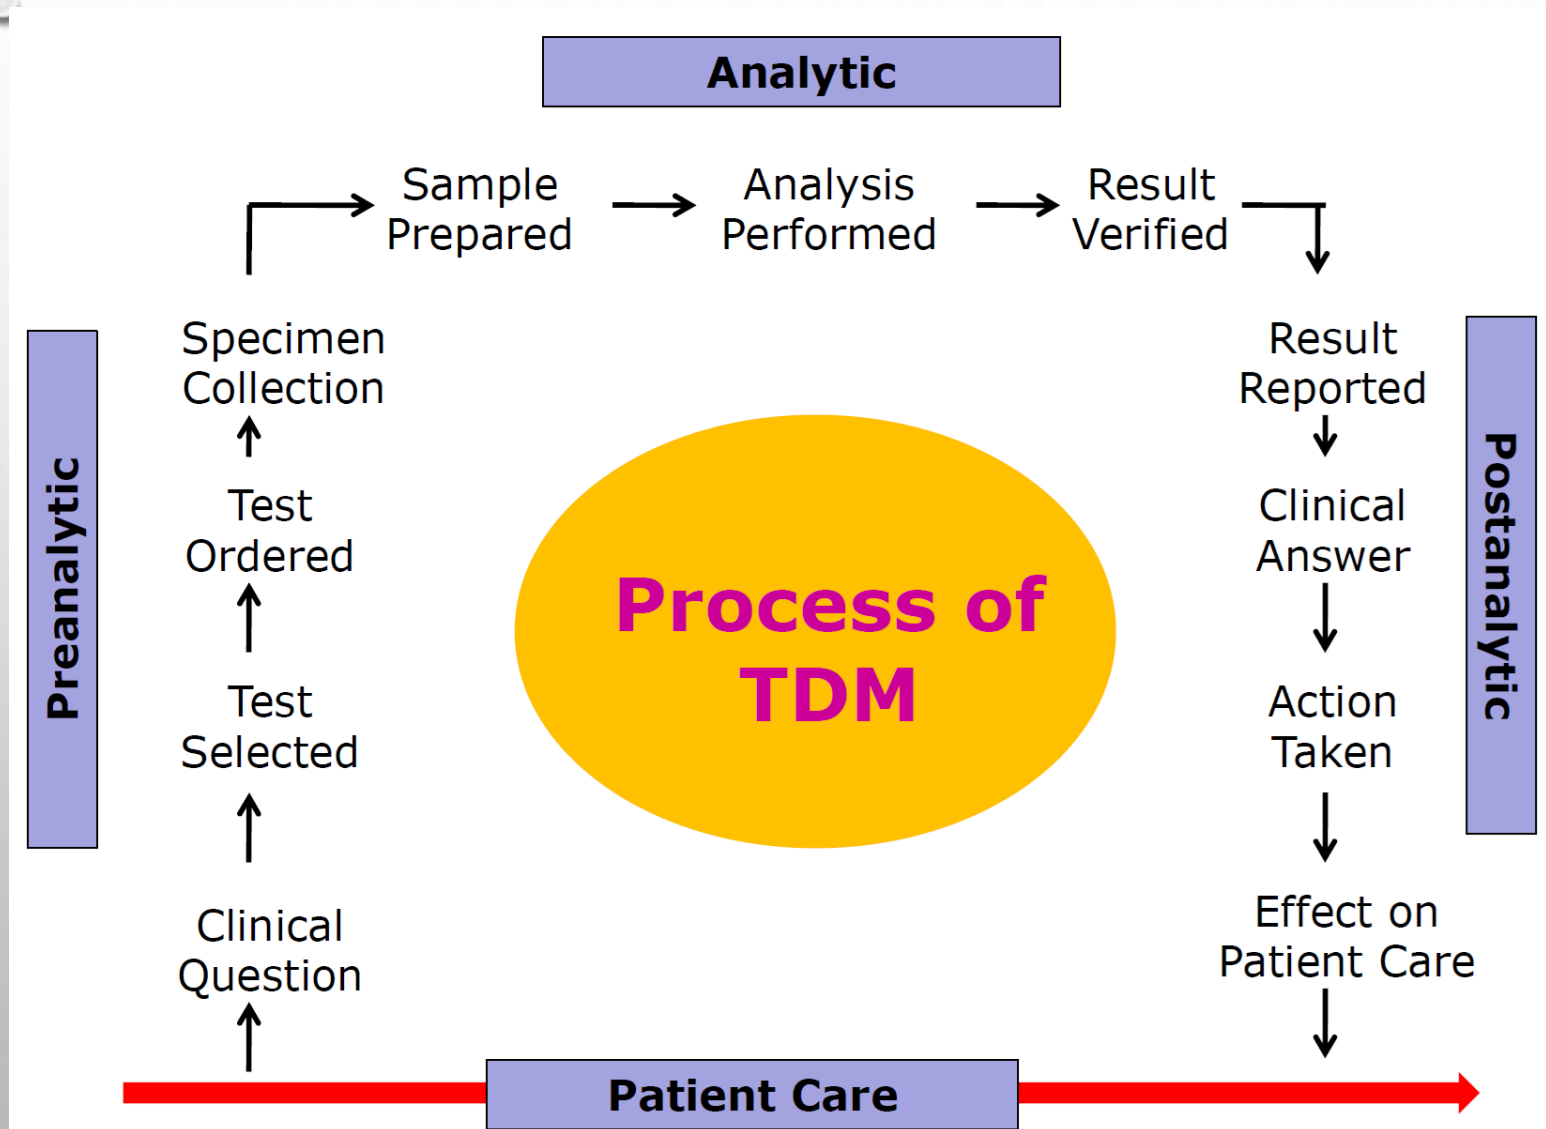 Analytic
Sample
Prepared
Analysis
Performed
Result
Verified
Specimen
Collection
Result
Reported
Preanalytic
Test
Ordered
Process of
TDM
Clinical
Answer
Postanalytic
Test
Selected
Action
Taken
Clinical
Question
Effect on
Patient Care
Patient Care